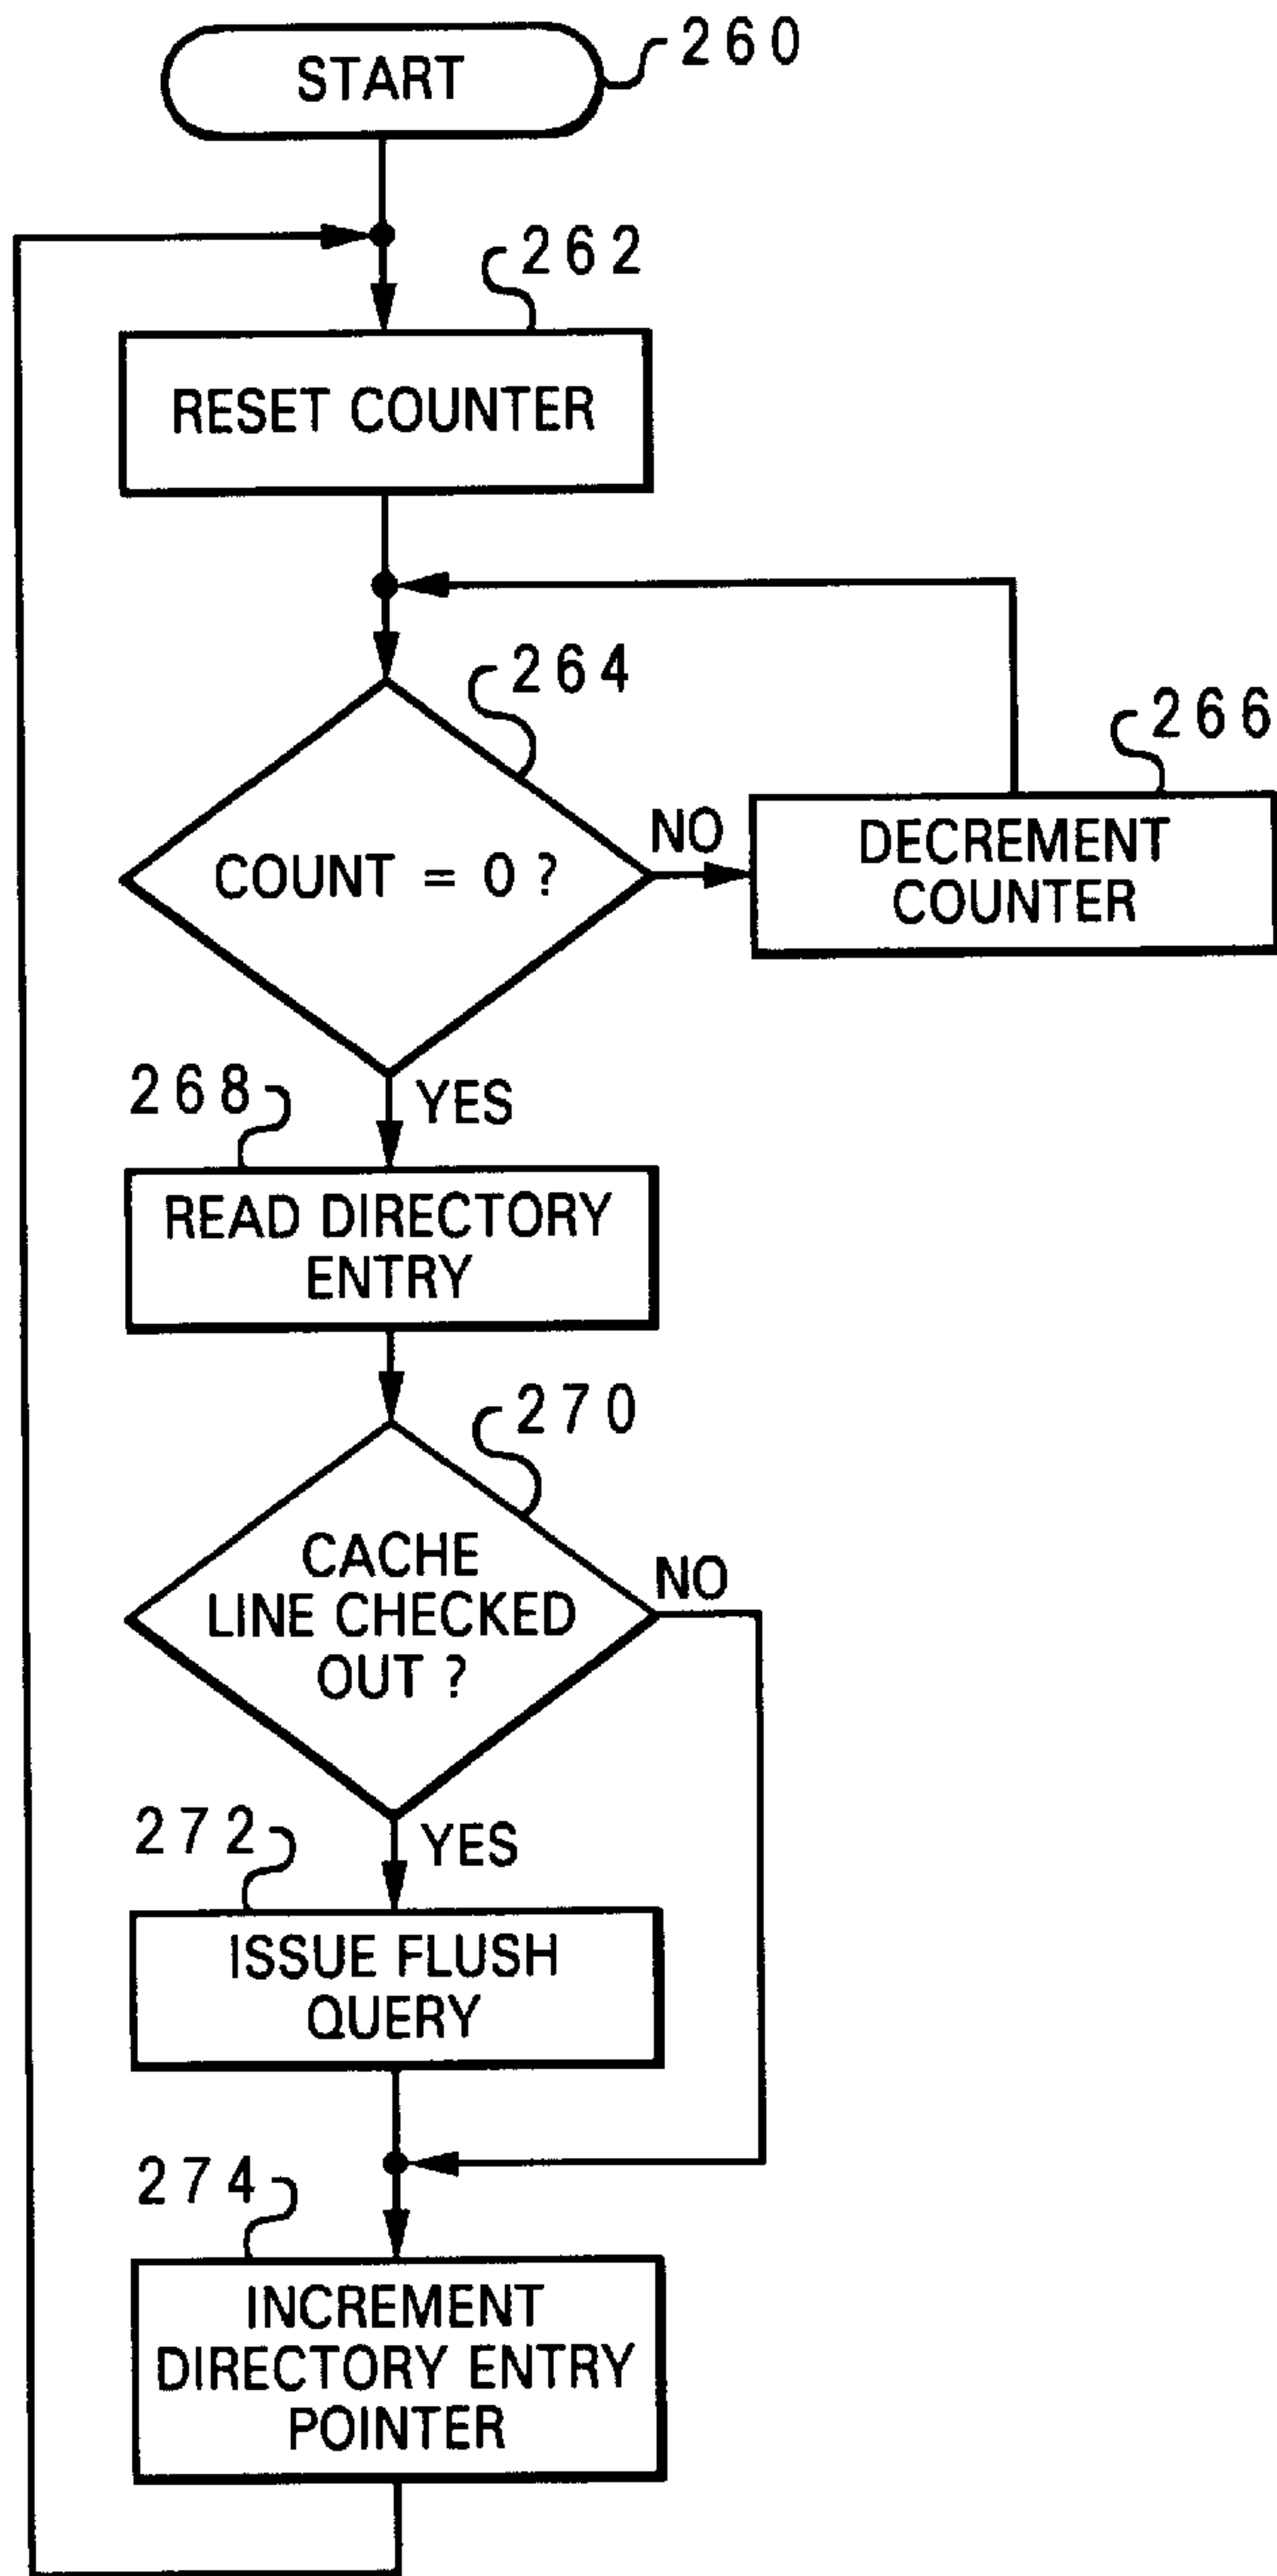 START
260
262
RESET COUNTER
264
266
COUNT = 0 ?
NO
DECREMENT
COUNTER
YES
268
READ DIRECTORY
ENTRY
270
CACHE
LINE CHECKED
OUT ?
NO
YES
272
ISSUE FLUSH
QUERY
274
INCREMENT
DIRECTORY ENTRY
POINTER